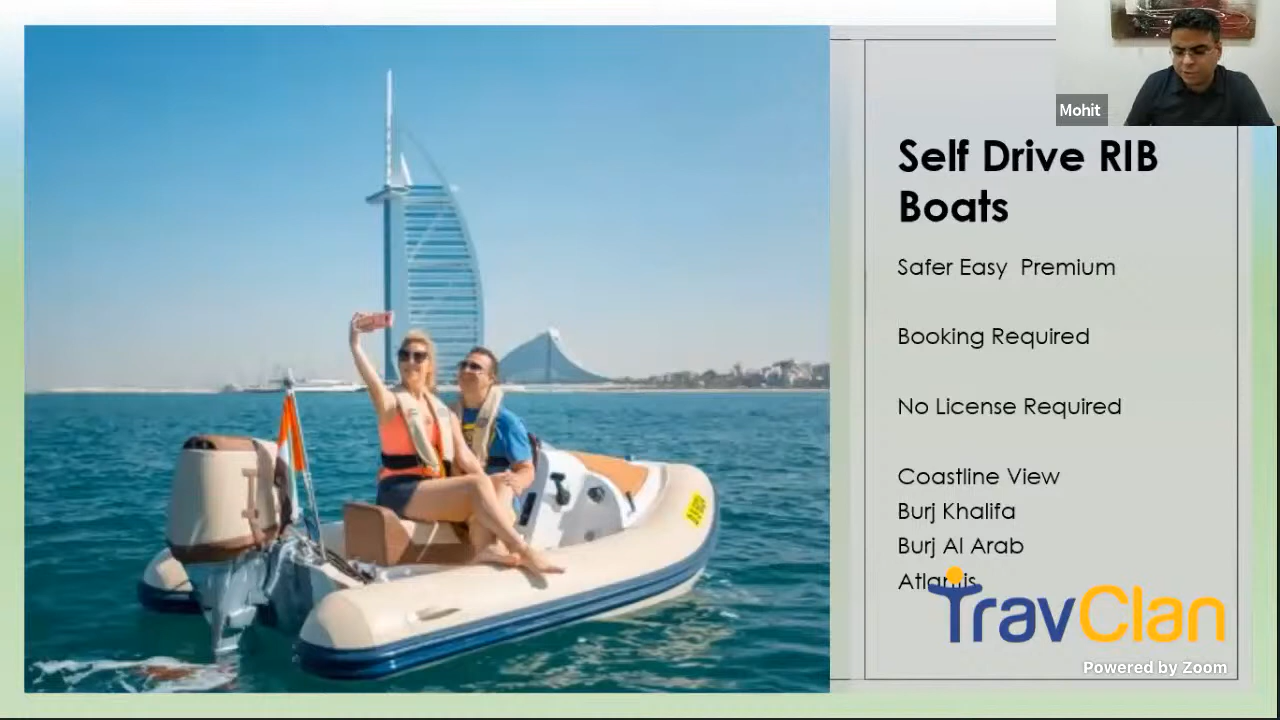 Mohit
Self Drive RIB
Boats
Safer Easy  Premium
Booking Required
No License Required
Coastline View
Burj Khalifa
Burj Al Arab
Atlantis
TravClan
Powered by Zoom